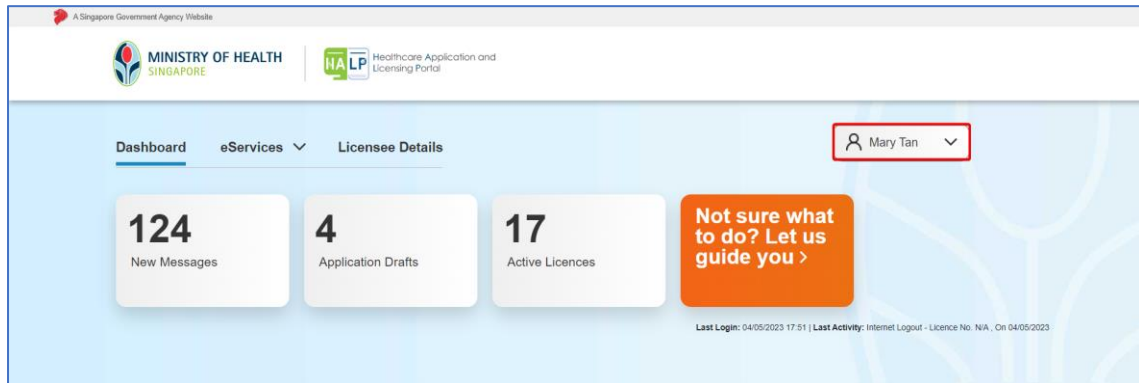 A Singapore Government Agency Website
MINISTRY OF HEALTH
SINGAPORE
HALP
Healthcare Application and
Licensing Portal
Dashboard
eServices
Licensee Details
Mary Tan
124
New Messages
4
Application Drafts
17
Active Licences
Not sure what
to do? Let us
guide you >
Last Login: 04/05/2023 17:51 | Last Activity: Internet Logout - Licence No. N/A , On 04/05/2023